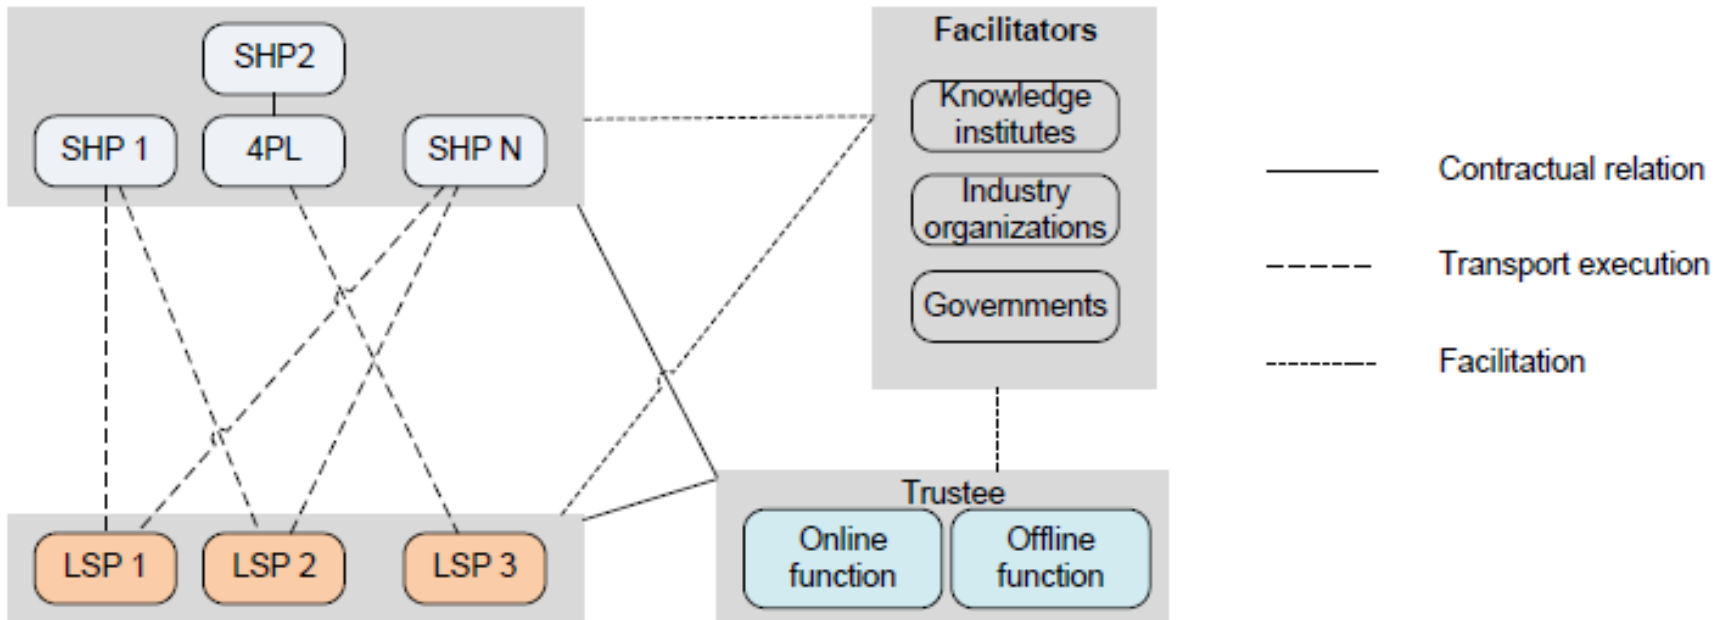 SHP2
SHP 1
4PL
SHP N
LSP 1
LSP 2
LSP 3
Facilitators
Knowledge
institutes
Industry
organizations
Governments
Trustee
Online
function
Offline
function
Contractual relation
Transport execution
Facilitation